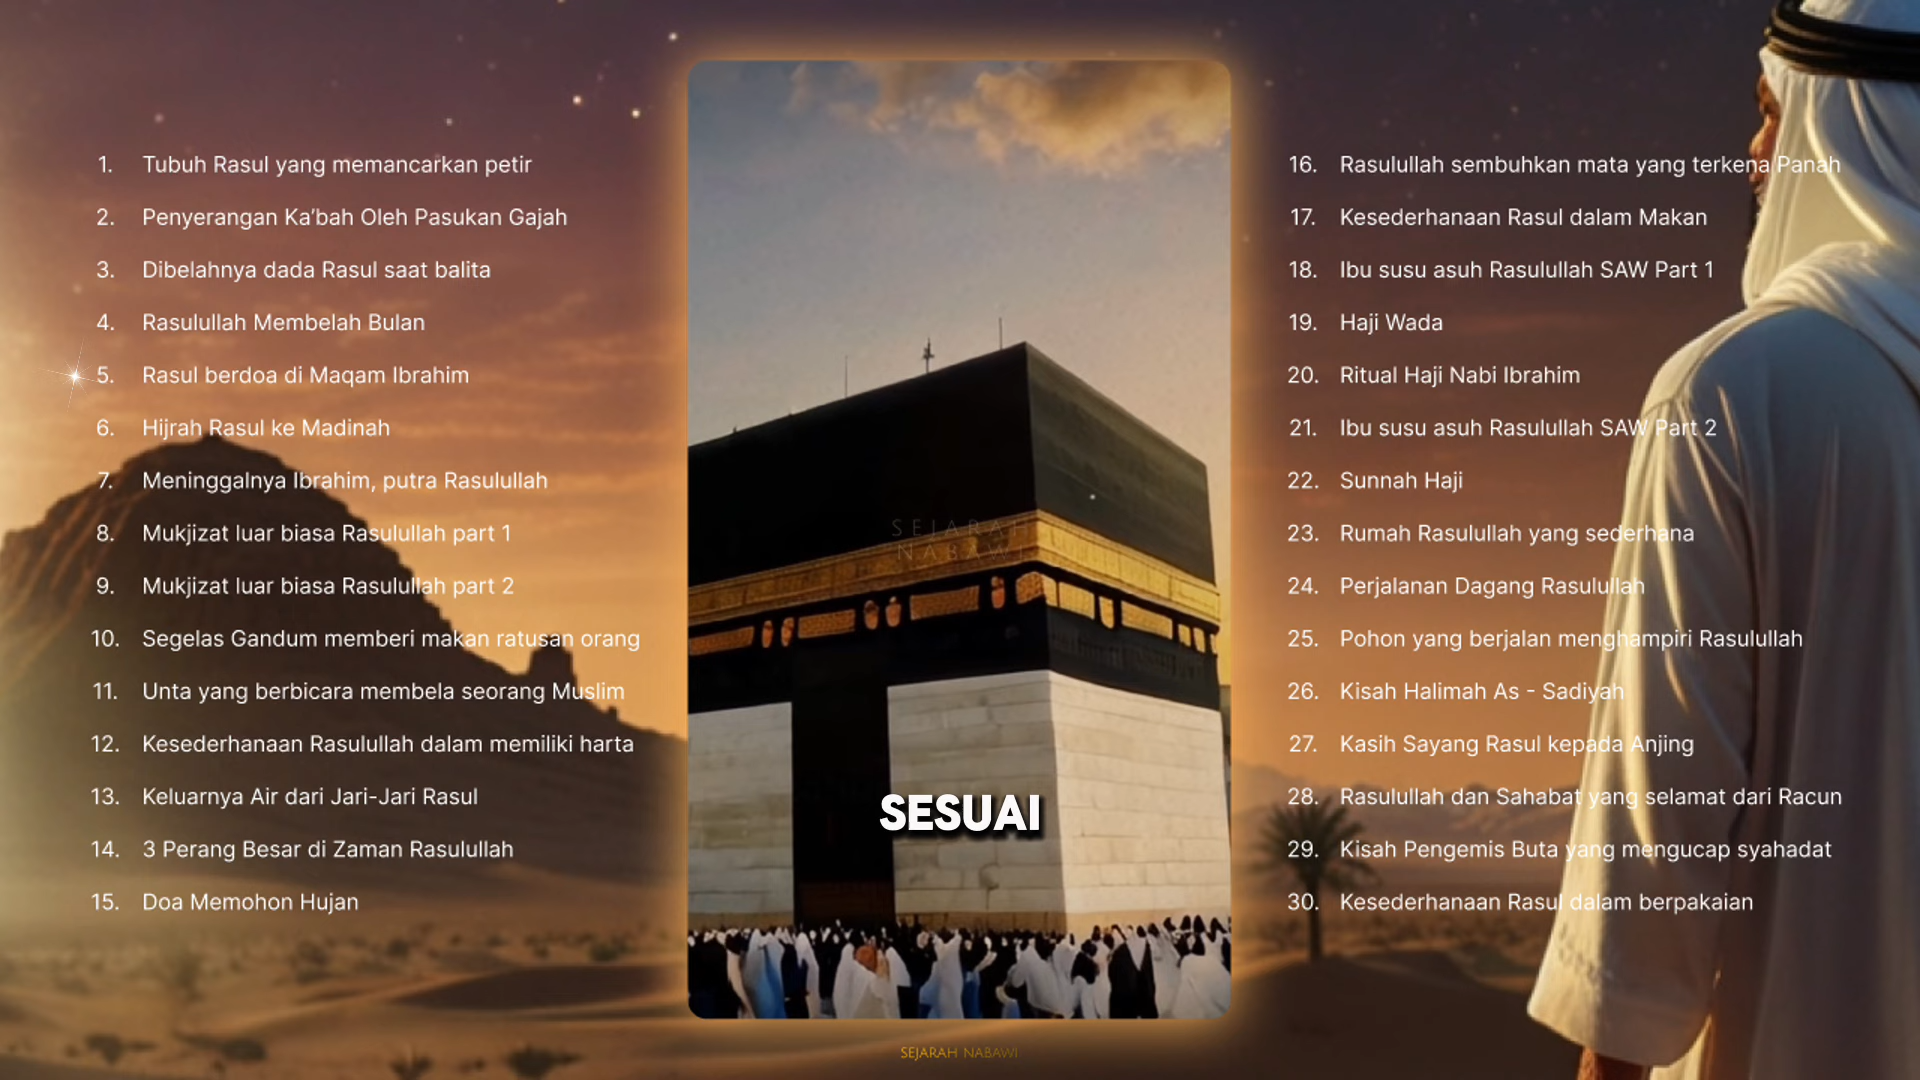 1. Tubuh Rasul yang memancarkan petir
2. Penyerangan Ka’bah Oleh Pasukan Gajah
3. Dibelahnya dada Rasul saat balita
4. Rasulullah Membelah Bulan
5. Rasul berdoa di Maqam Ibrahim
6. Hijrah Rasul ke Madinah
7. Meninggalnya Ibrahim, putra Rasulullah
8. Mukjizat luar biasa Rasulullah part 1
9. Mukjizat luar biasa Rasulullah part 2
10. Segelas Gandum memberi makan ratusan orang
11. Unta yang berbicara membela seorang Muslim
12. Kesederhanaan Rasulullah dalam memiliki harta
13. Keluarnya Air dari Jari-Jari Rasul
14. 3 Perang Besar di Zaman Rasulullah
15. Doa Memohon Hujan
SEJARAH
NABAWI
SESUAI
SEJARAH NABAWI
16. Rasulullah sembuhkan mata yang terkena Panah
17. Kesederhanaan Rasul dalam Makan
18. Ibu susu asuh Rasulullah SAW Part 1
19. Haji Wada
20. Ritual Haji Nabi Ibrahim
21. Ibu susu asuh Rasulullah SAW Part 2
22. Sunnah Haji
23. Rumah Rasulullah yang sederhana
24. Perjalanan Dagang Rasulullah
25. Pohon yang berjalan menghampiri Rasulullah
26. Kisah Halimah As - Sadiyah
27. Kasih Sayang Rasul kepada Anjing
28. Rasulullah dan Sahabat yang selamat dari Racun
29. Kisah Pengemis Buta yang mengucap syahadat
30. Kesederhanaan Rasul dalam berpakaian